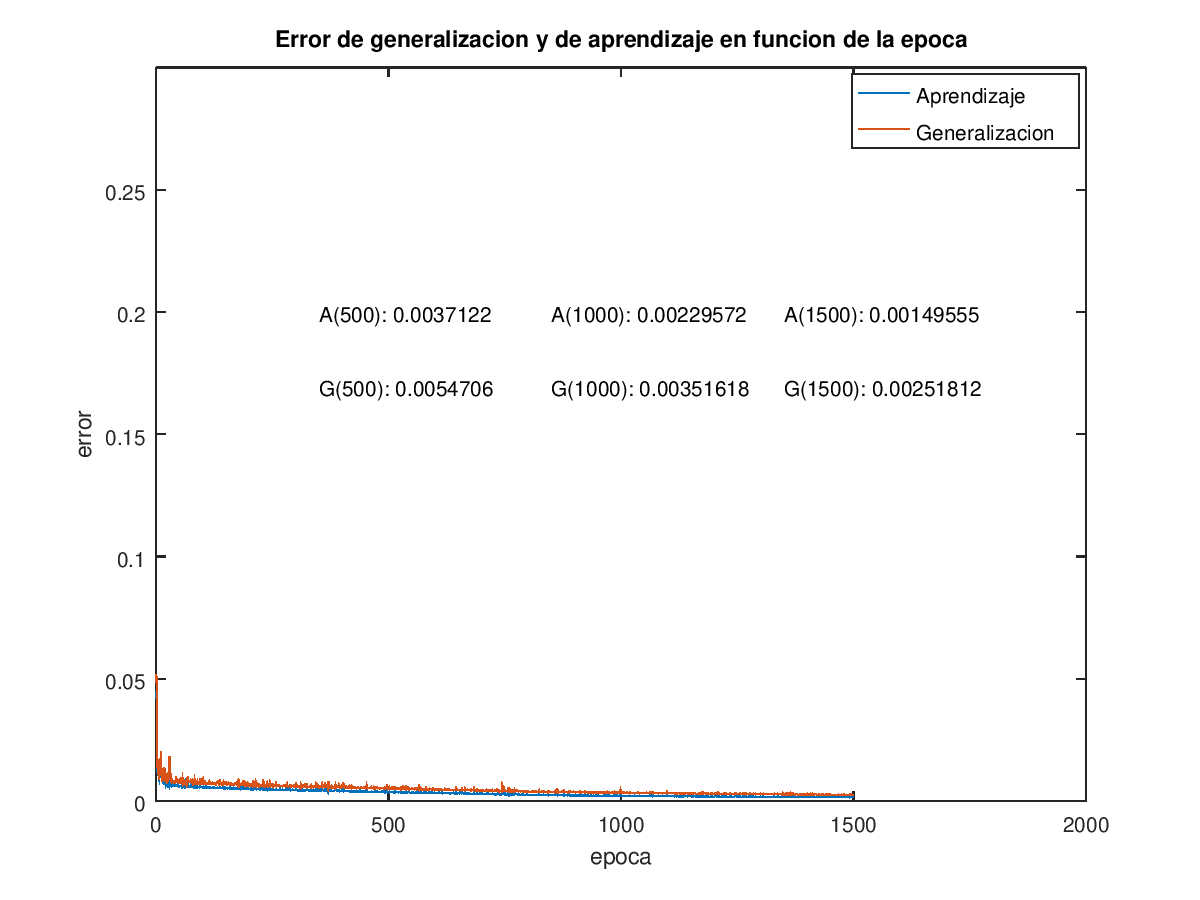 Error de generalizacion y de aprendizaje en funcion de la epoca
Aprendizaje
Generalizacion
0.25
0.2
0.15
0.1
0.05
0
A(500): 0.0037122
A(1000): 0.00229572
A(1500): 0.00149555
G(500): 0.0054706
G(1000): 0.00351618
G(1500): 0.00251812
error
0
500
1000
1500
2000
epoca